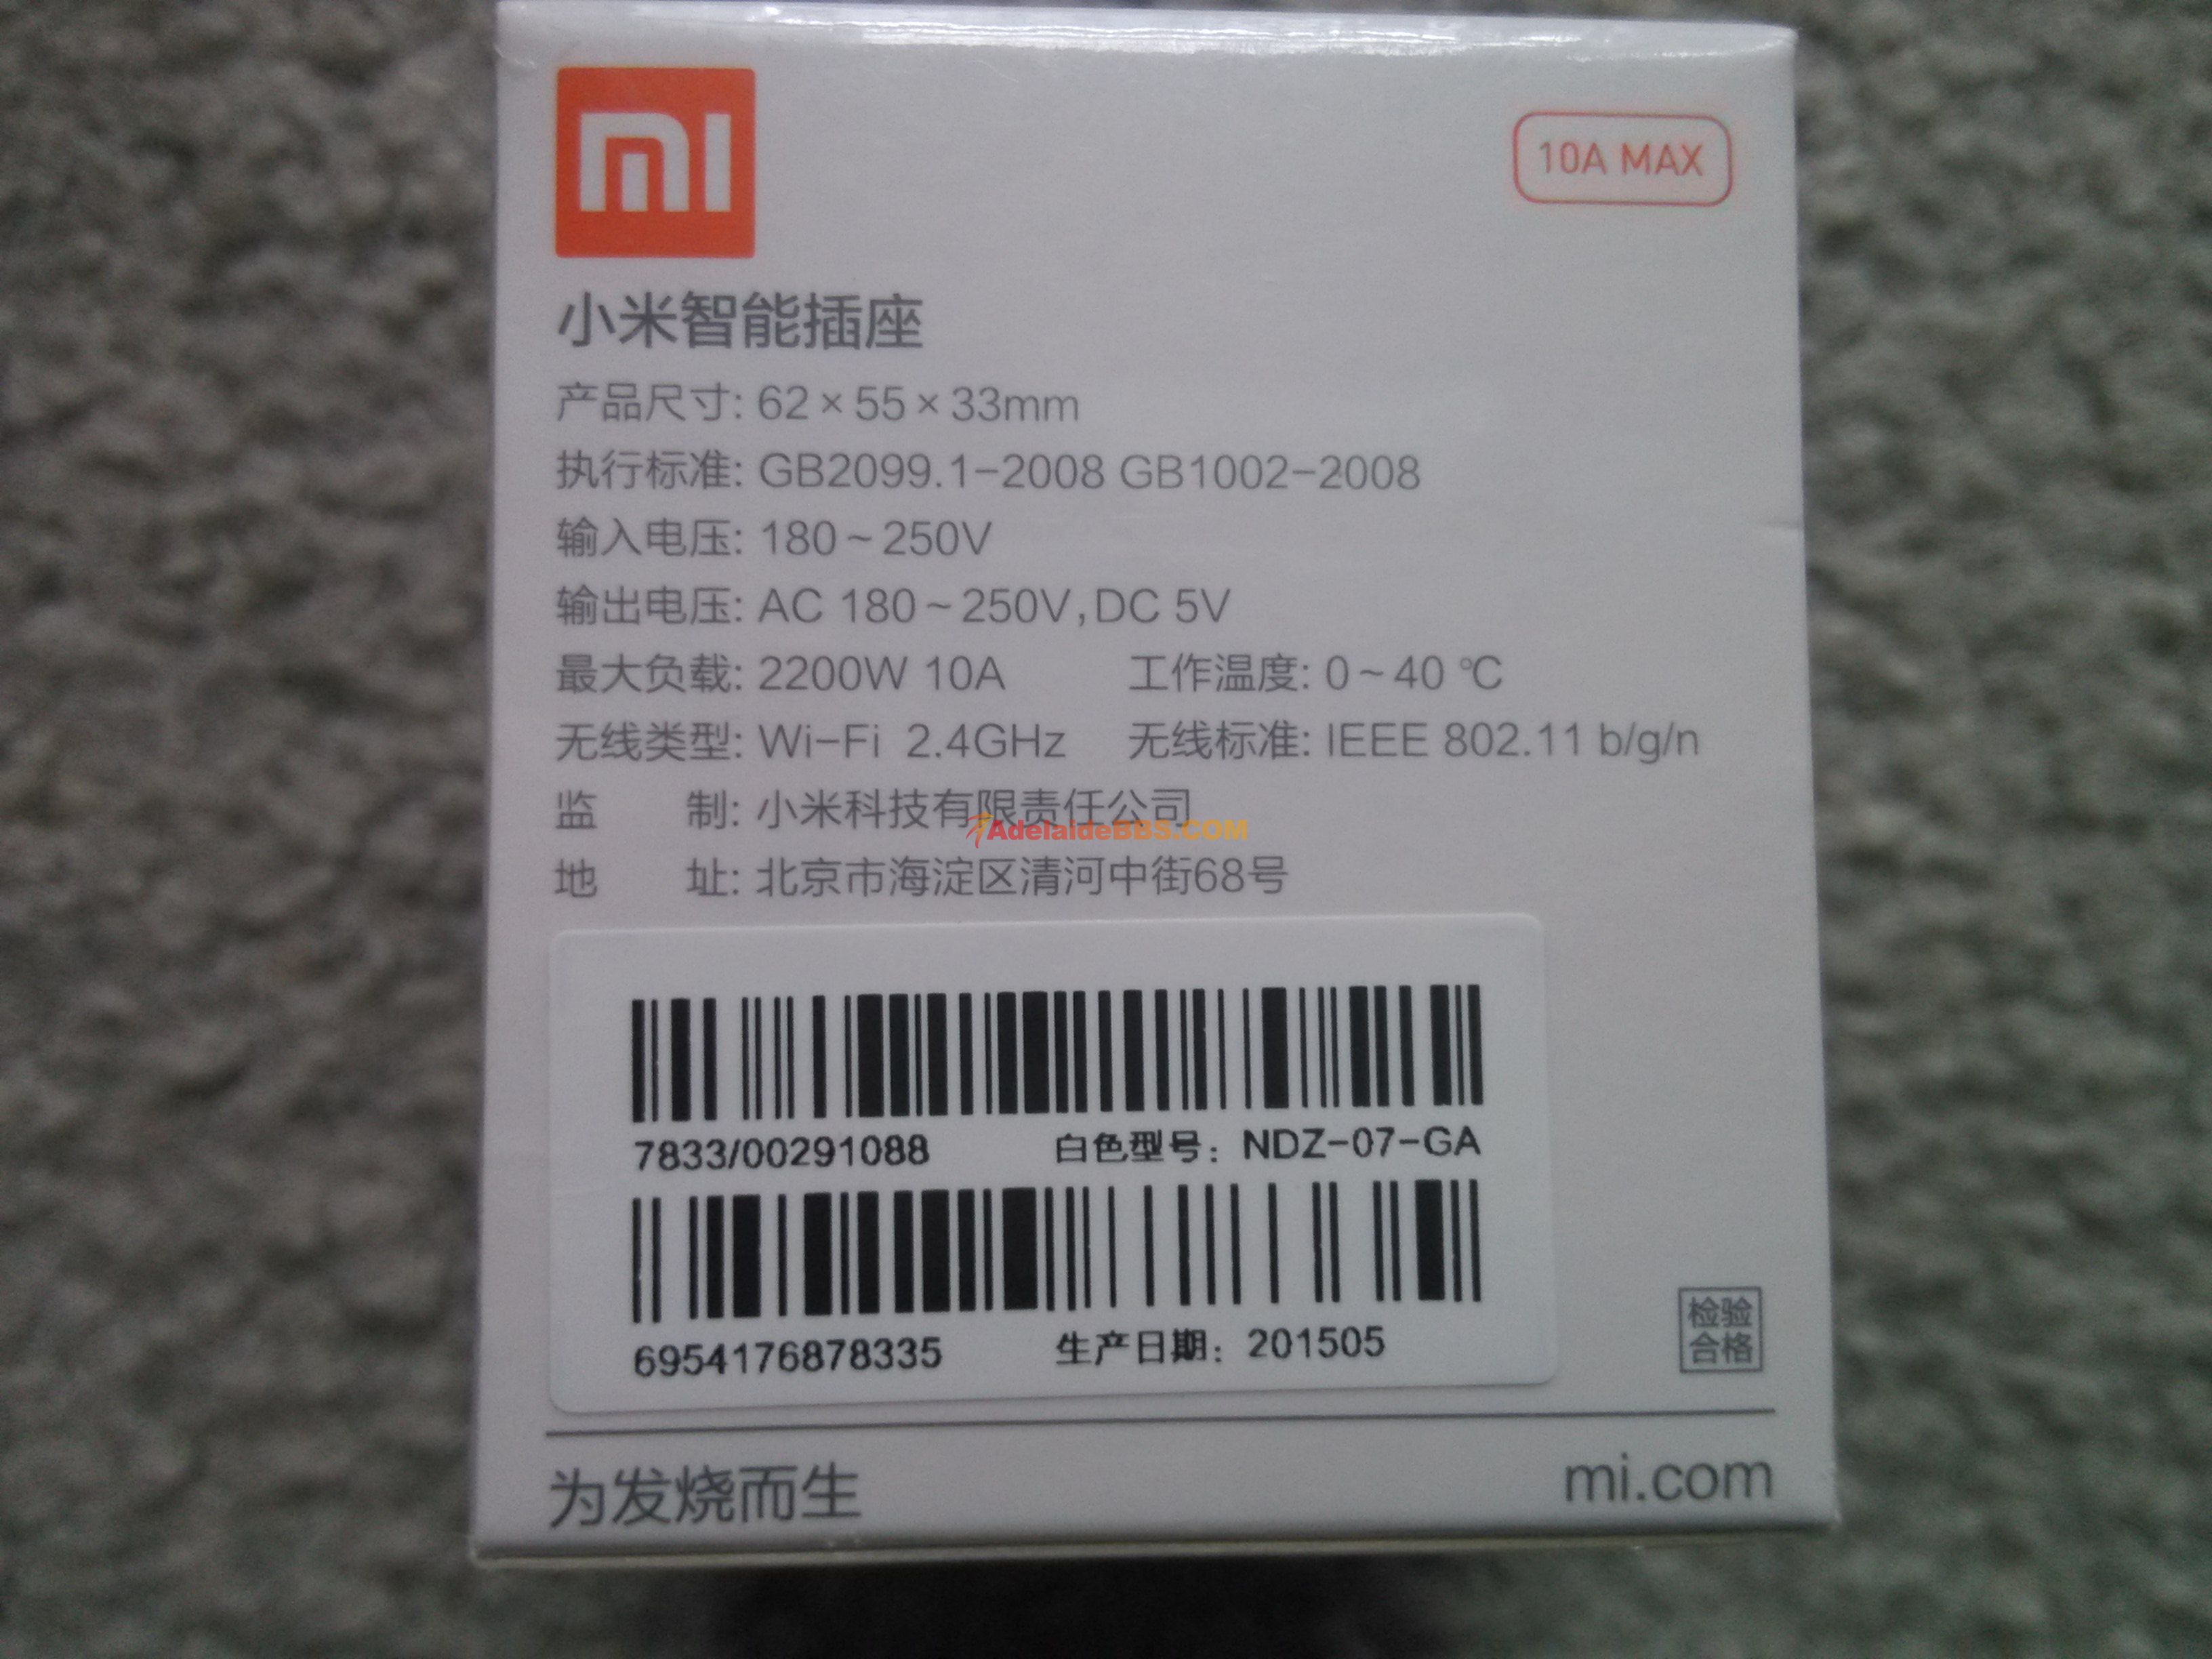 mi
10A MAX
小米智能插座
产品尺寸: 62×55×33mm
执行标准: GB2099.1-2008 GB1002-2008
输入电压: 180~250V
输出电压: AC 180~250V, DC 5V
最大负载: 2200W 10A 工作温度: 0~40 ℃
无线类型: Wi-Fi 2.4GHz 无线标准: IEEE 802.11 b/g/n
监 制: 小米科技有限责任公司
AdelaideBBS.COM
地 址: 北京市海淀区清河中街68号
7833/00291088 白色型号: NDZ-07-GA
6954176878335 生产日期: 201505
检验
合格
为发烧而生 mi.com